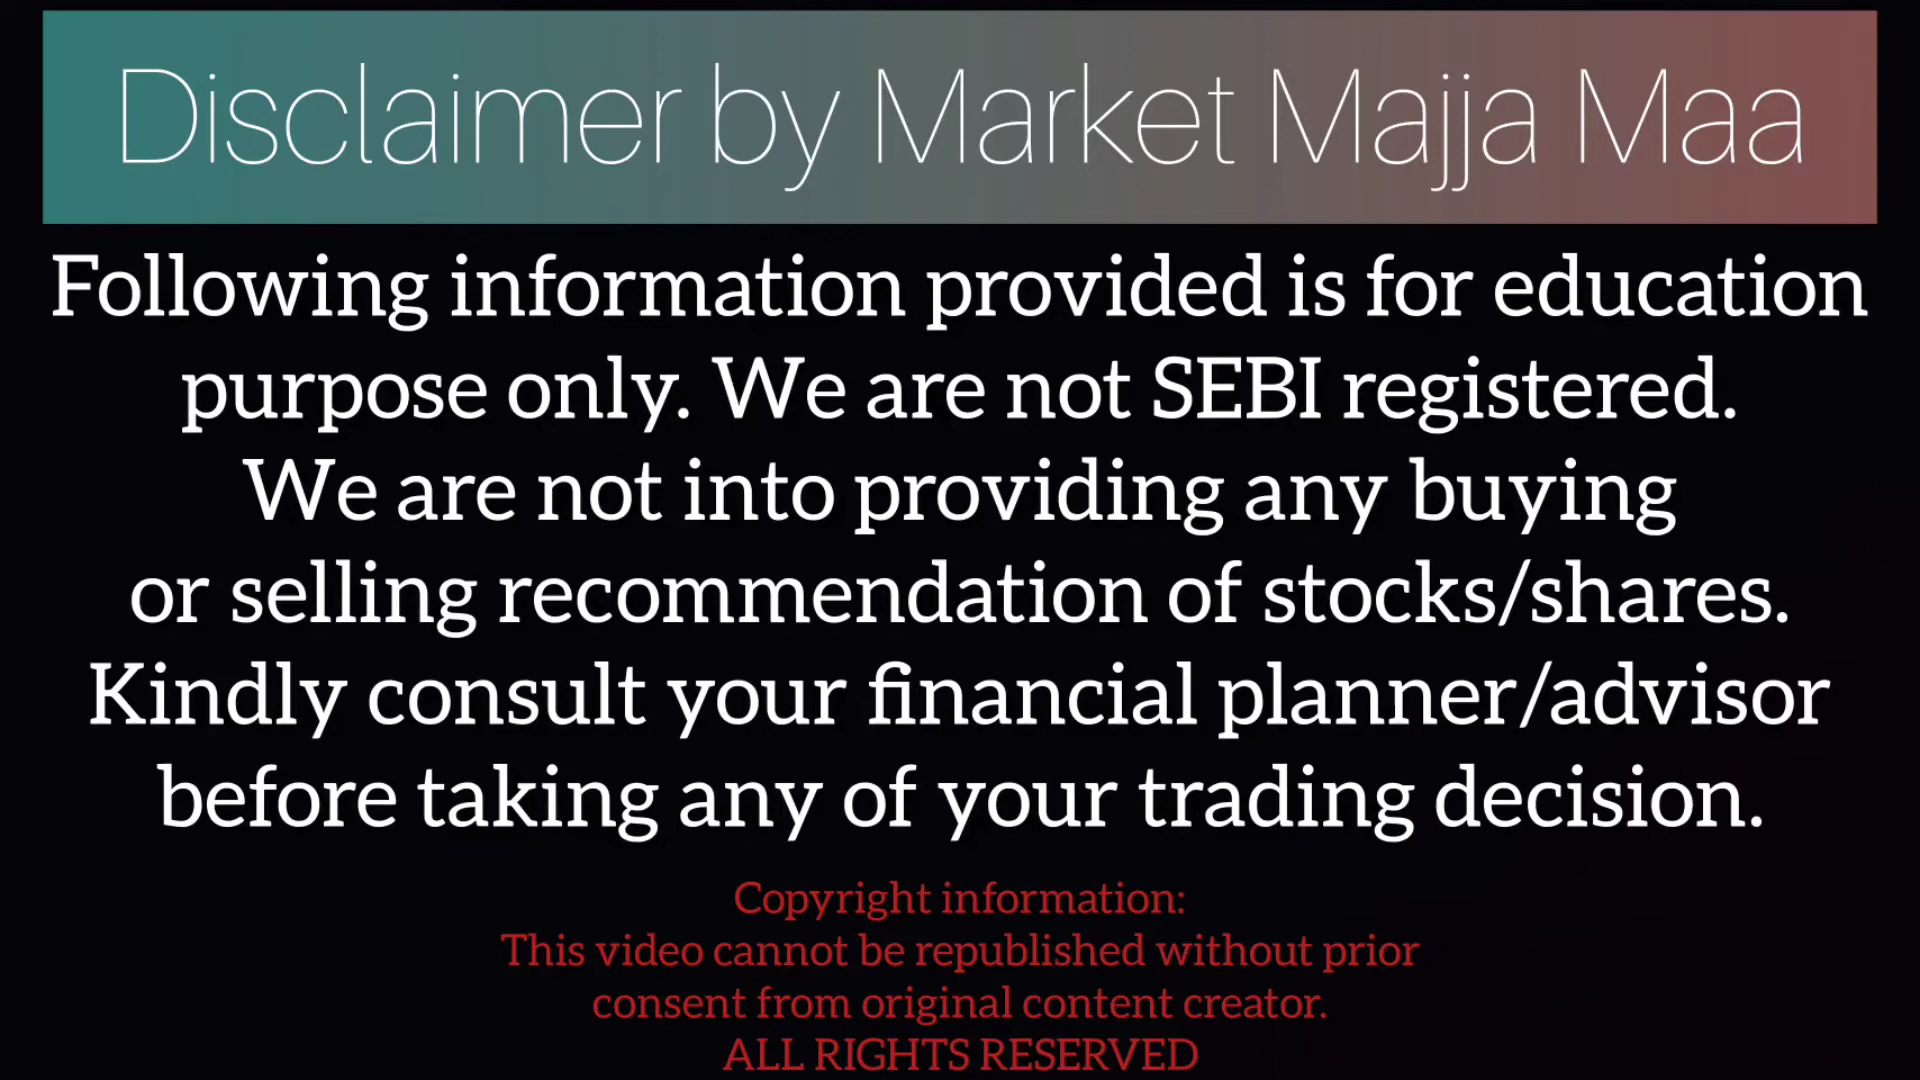 Disclaimer by Market Majja Maa
Following information provided is for education
purpose only. We are not SEBI registered.
We are not into providing any buying
or selling recommendation of stocks/shares.
Kindly consult your financial planner/advisor
before taking any of your trading decision.
Copyright information:
This video cannot be republished without prior
consent from original content creator.
ALL RIGHTS RESERVED